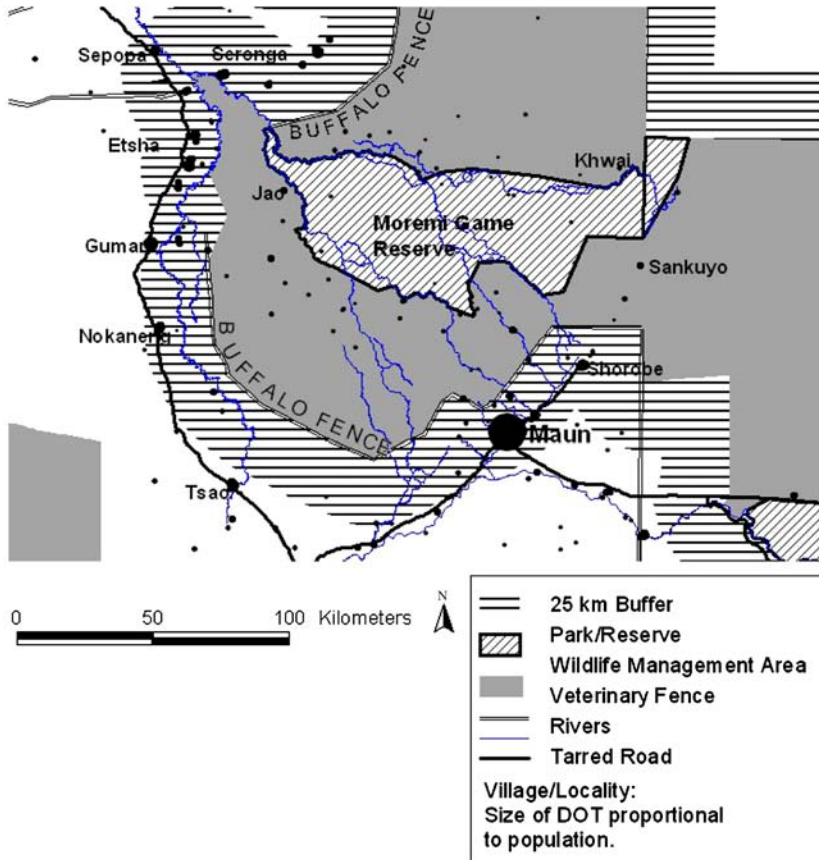 Sepopa
Seronga
BUFFALO FENCE
Etsha
Khwai
Jao
Moremi Game
Reserve
Gumar
Sankuyo
Nokaneng
BUFFALO FENCE
Shorobe
Maun
Tsao
0 50 100 Kilometers
N
25 km Buffer
Park/Reserve
Wildlife Management Area
Veterinary Fence
Rivers
Tarred Road
Village/Locality:
Size of DOT proportional
to population.